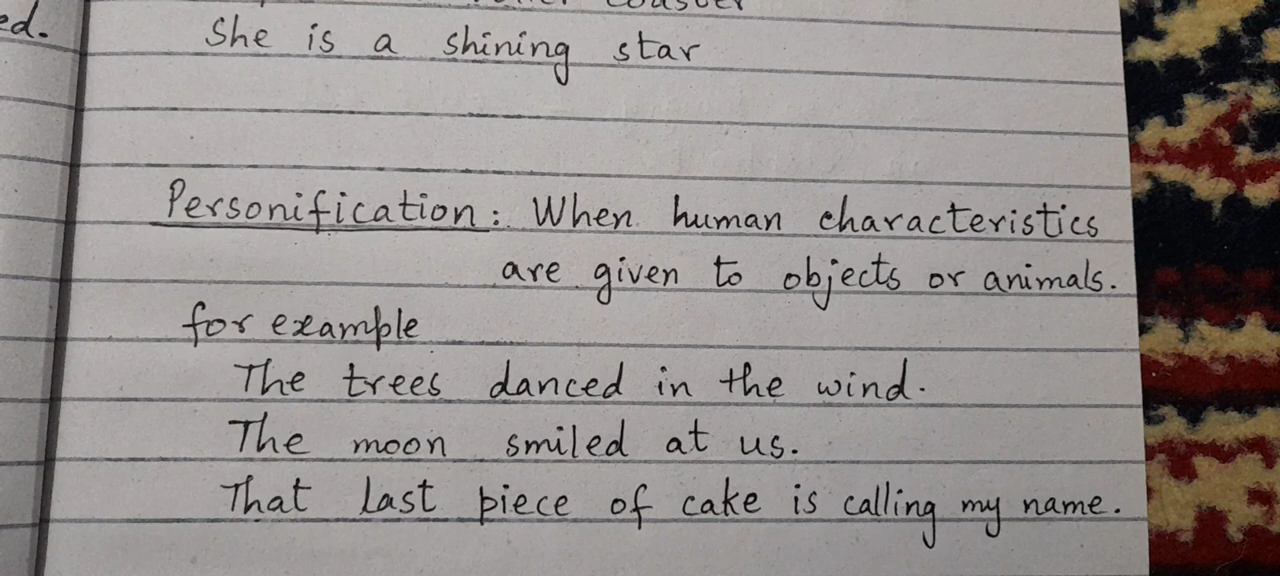 ed.
She is a shining star
Personification: When human characteristics
are given to objects or animals.
for example
The trees danced in the wind.
The moon smiled at us.
That last piece of cake is calling my name.